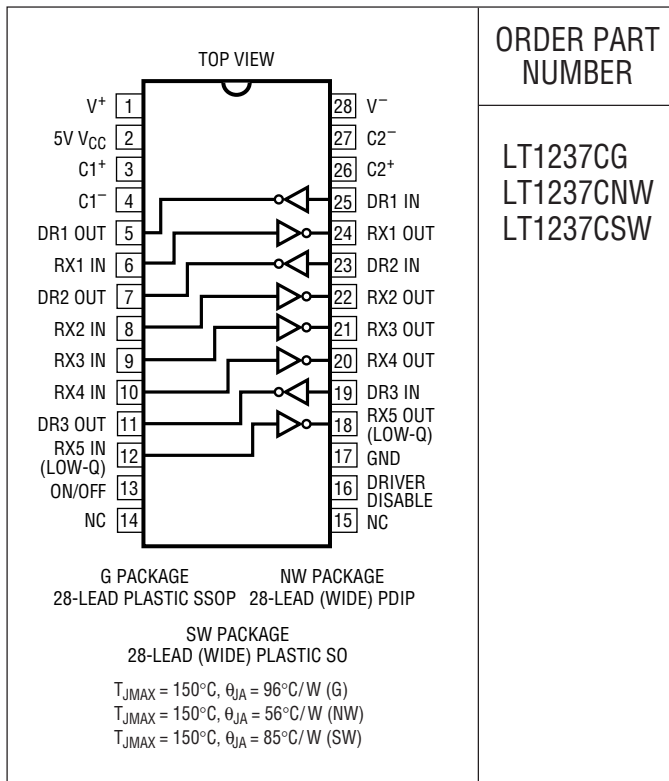 ORDER PART
NUMBER
LT1237CG
LT1237CNW
LT1237CSW
TOP VIEW
V+ 1
5V VCC 2
C1+ 3
C1− 4
DR1 OUT 5
RX1 IN 6
DR2 OUT 7
RX2 IN 8
RX3 IN 9
RX4 IN 10
DR3 OUT 11
RX5 IN
(LOW-Q) 12
ON/OFF 13
NC 14
28 V−
27 C2−
26 C2+
25 DR1 IN
24 RX1 OUT
23 DR2 IN
22 RX2 OUT
21 RX3 OUT
20 RX4 OUT
19 DR3 IN
18 RX5 OUT
(LOW-Q)
17 GND
16 DRIVER
DISABLE
15 NC
G PACKAGE
28-LEAD PLASTIC SSOP
NW PACKAGE
28-LEAD (WIDE) PDIP
SW PACKAGE
28-LEAD (WIDE) PLASTIC SO
TJMAX = 150°C, θJA = 96°C/W (G)
TJMAX = 150°C, θJA = 56°C/W (NW)
TJMAX = 150°C, θJA = 85°C/W (SW)